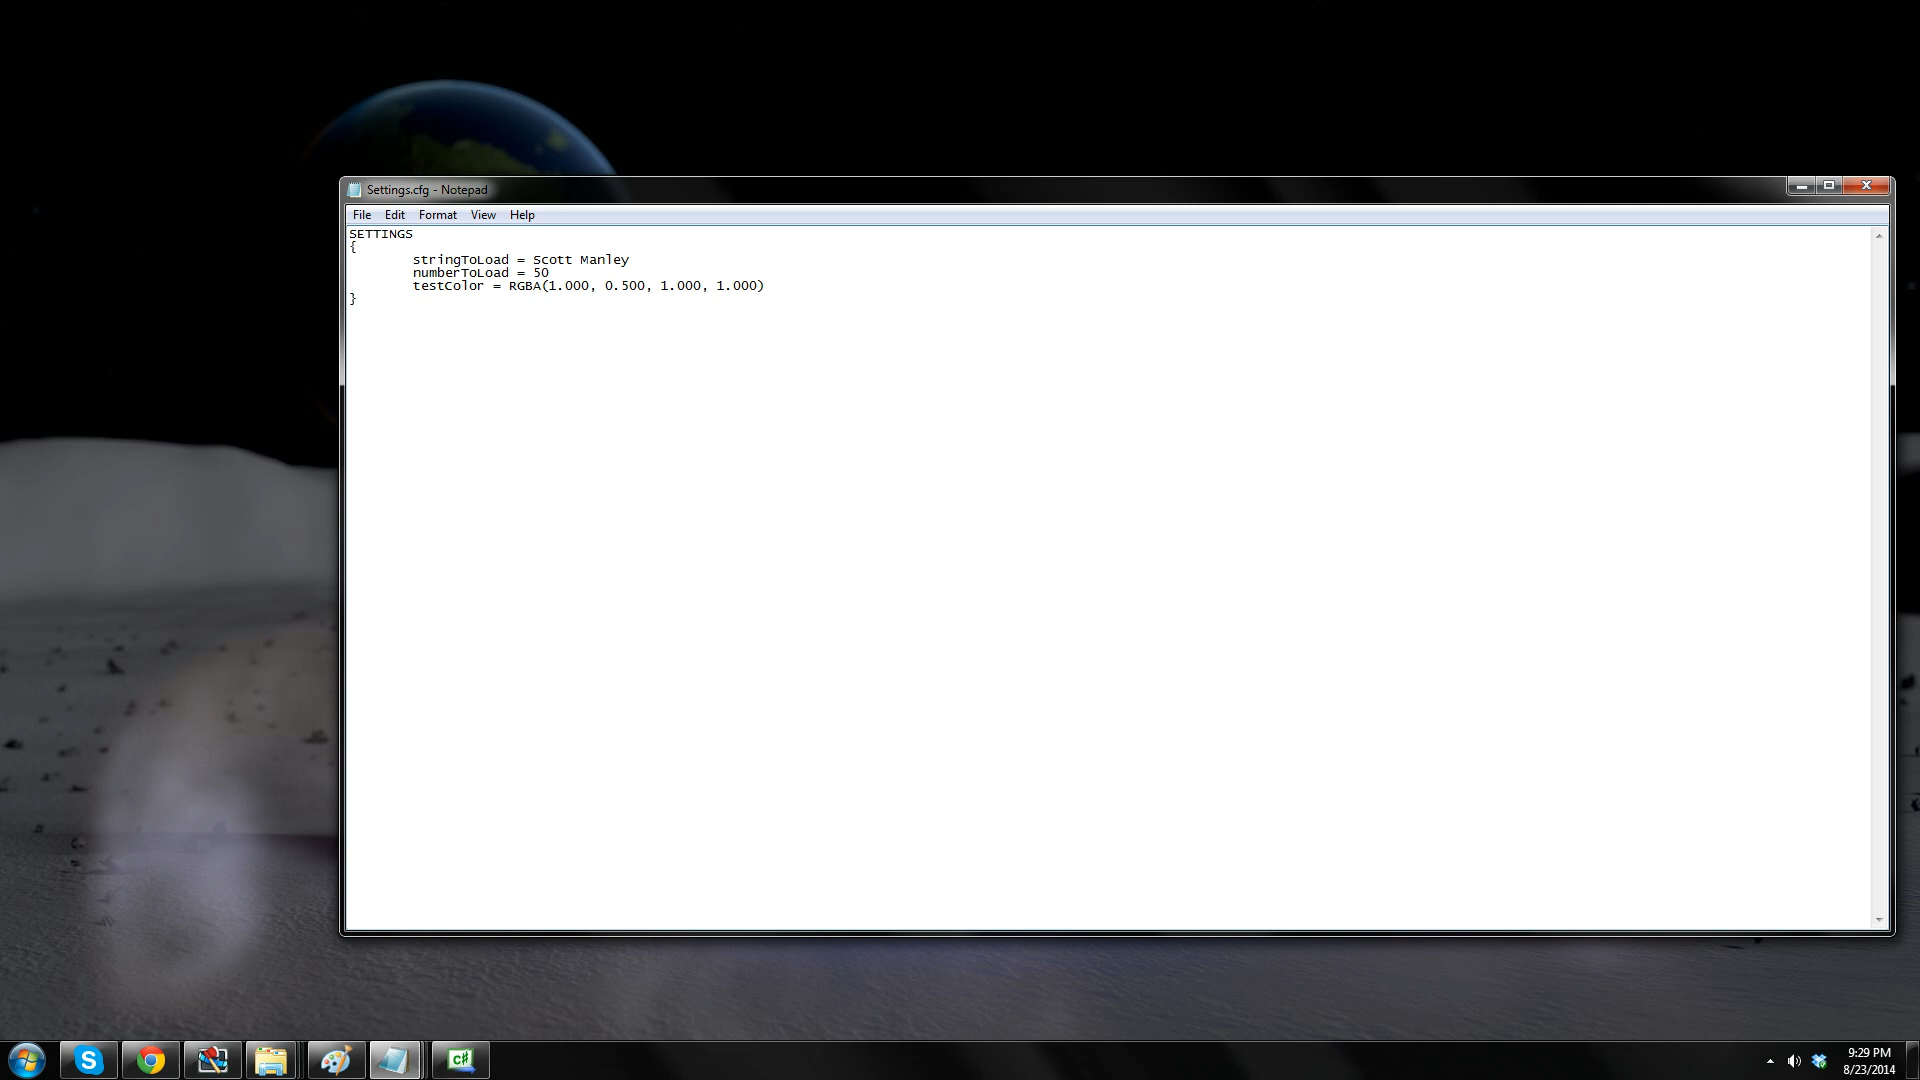 Settings.cfg - Notepad
File Edit Format View Help
SETTINGS
{
stringToLoad = Scott Manley
numberToLoad = 50
testColor = RGBA(1.000, 0.500, 1.000, 1.000)
}
S
C#
9:29 PM
8/23/2014